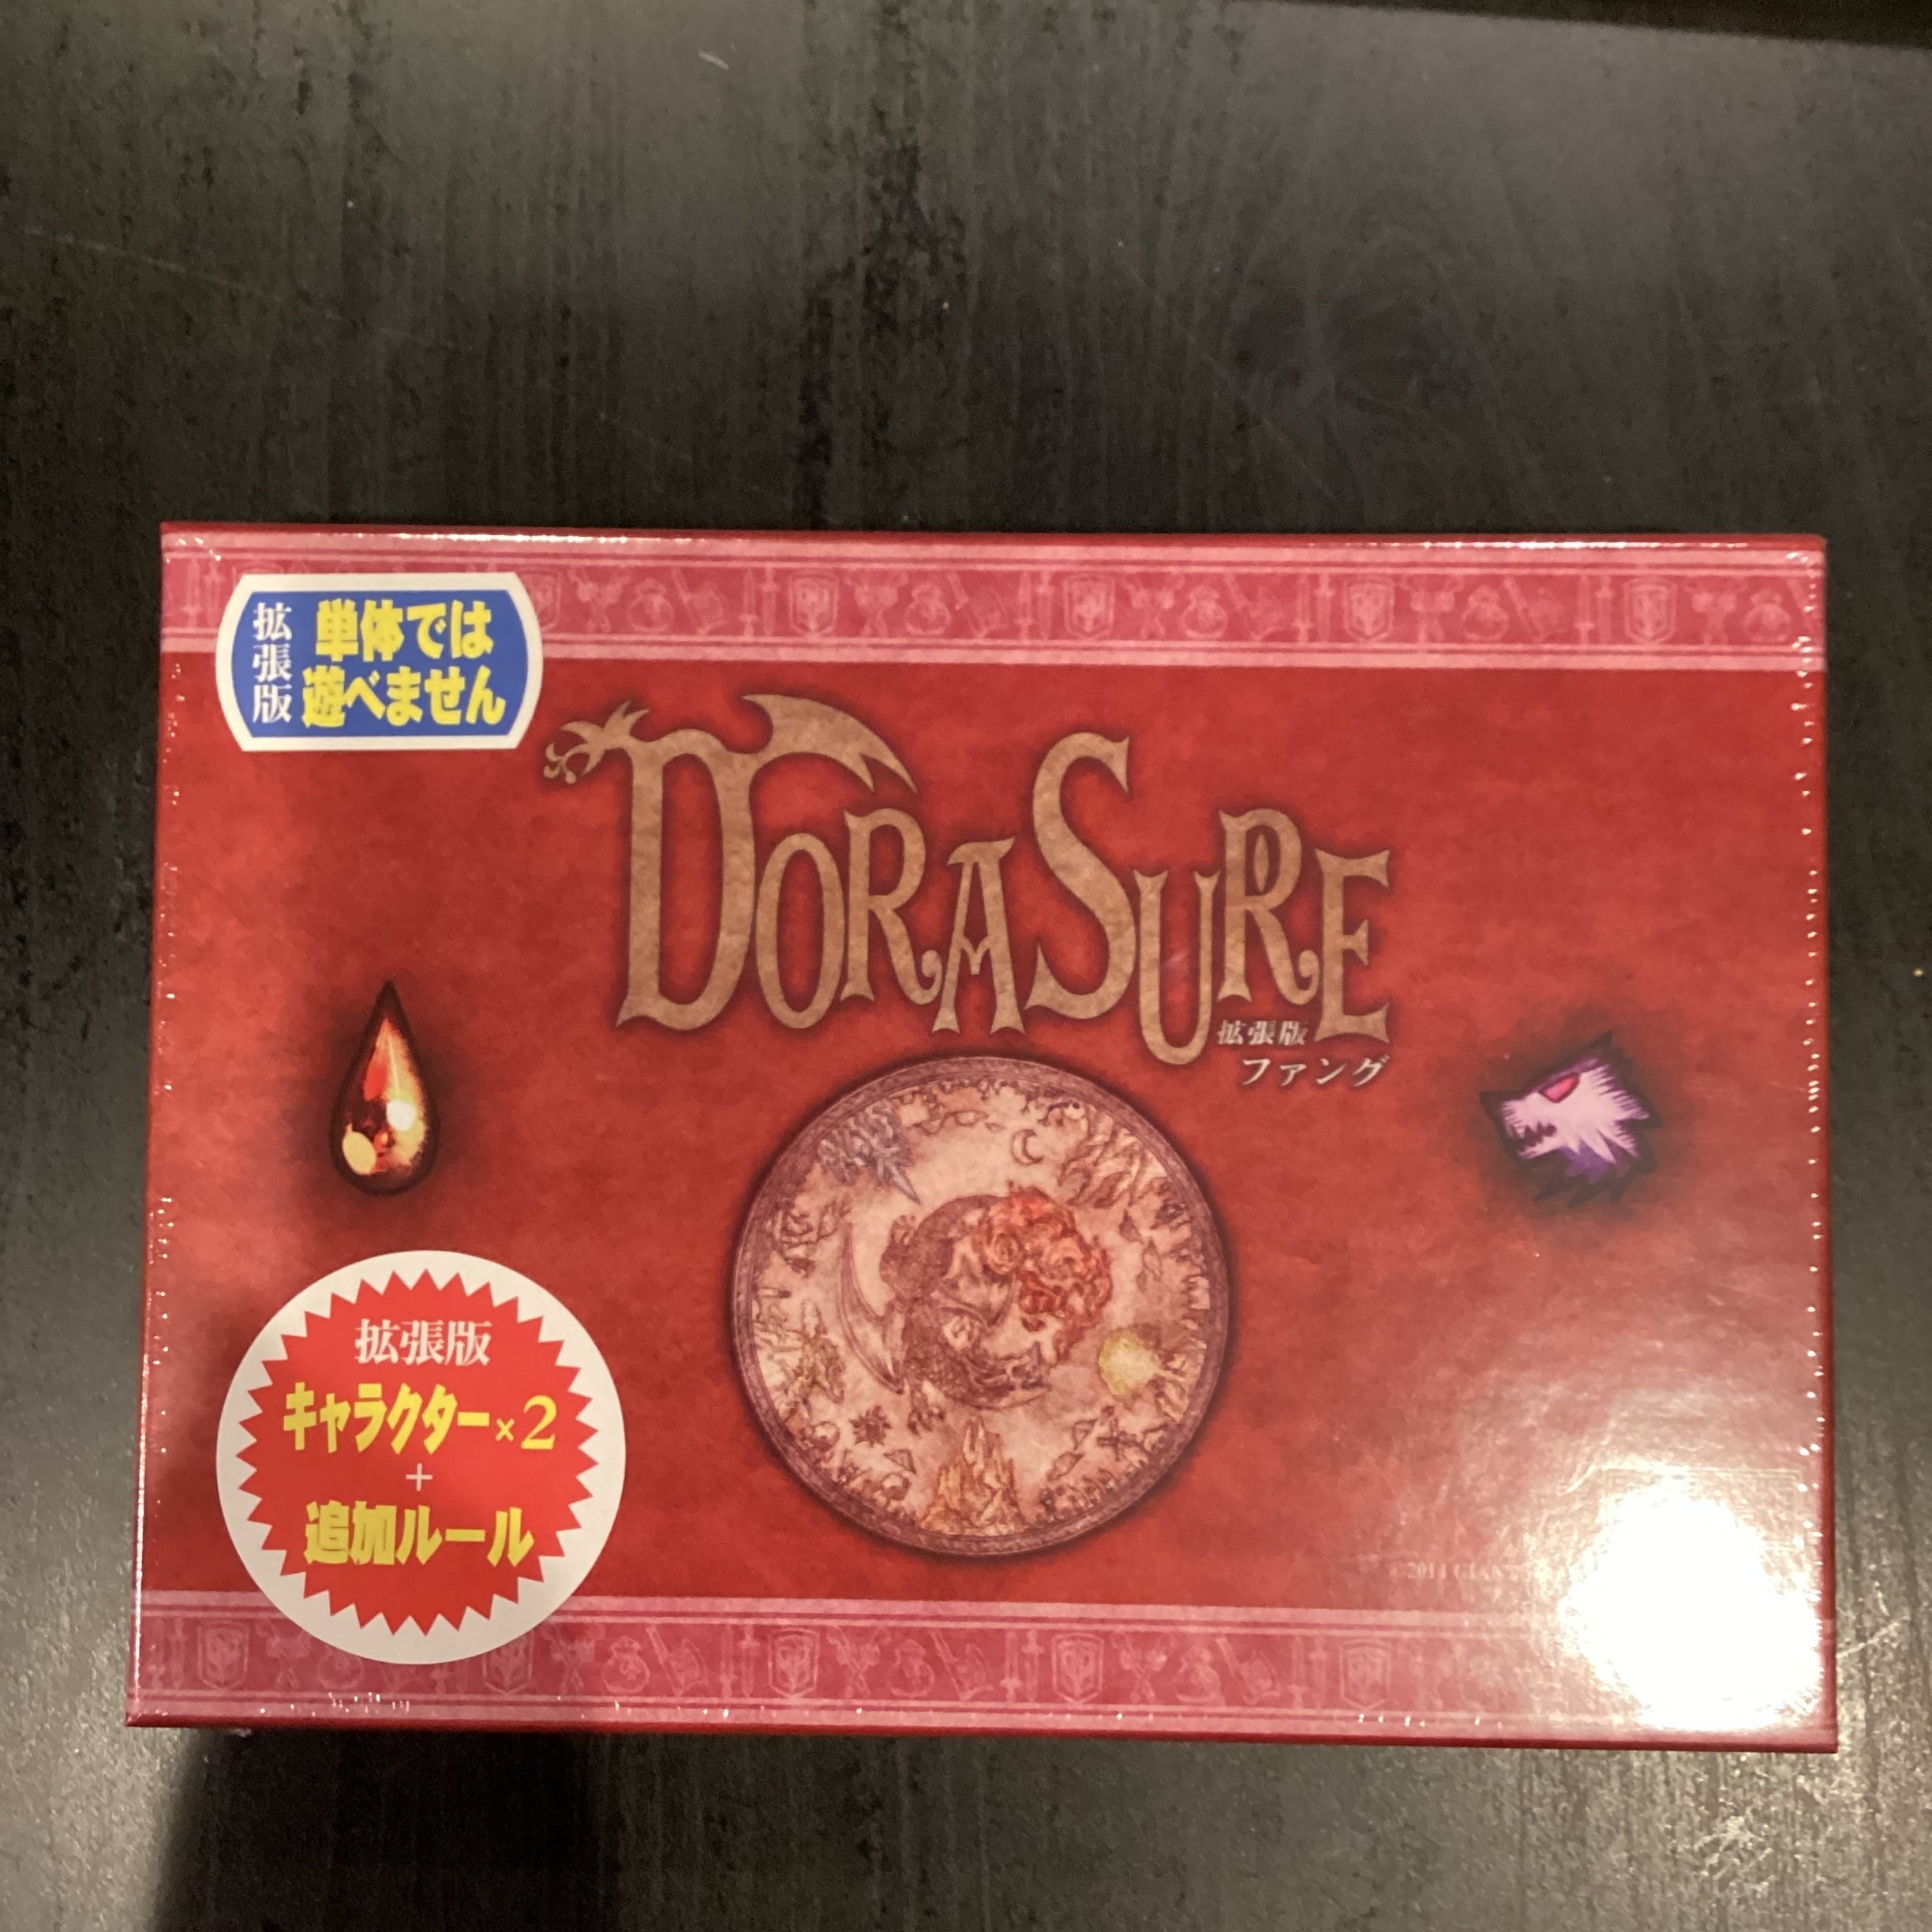 拡張版
単体では
遊べません
DORASURE
拡張版
ファング
拡張版
キャラクター×2
+
追加ルール
©2014